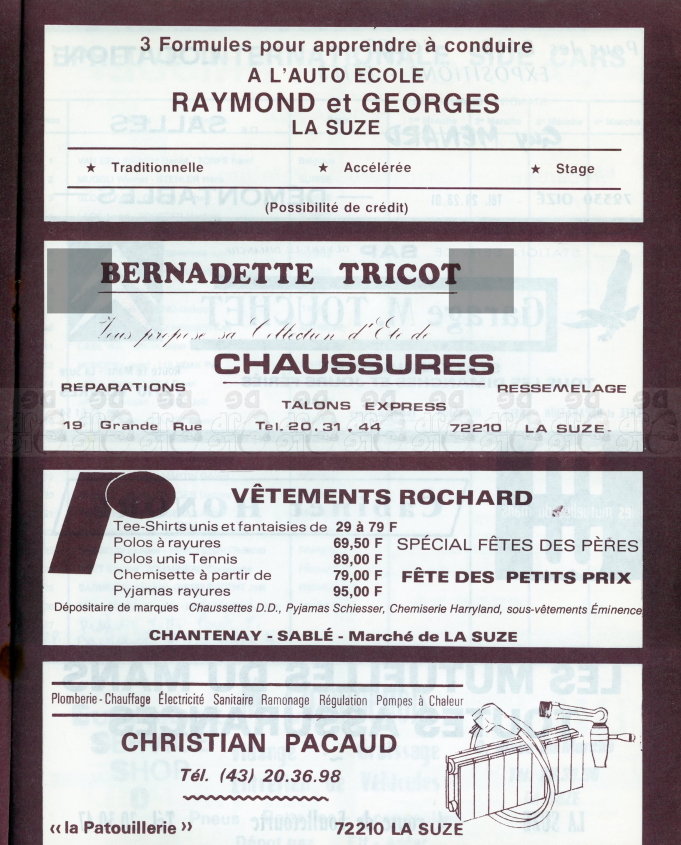 3 Formules pour apprendre à conduire
A L'AUTO ECOLE
RAYMOND et GEORGES
LA SUZE
★ Traditionnelle ★ Accélérée ★ Stage
(Possibilité de crédit)
BERNADETTE TRICOT
Vous propose sa Collection d'Été de
CHAUSSURES
REPARATIONS RESSEMELAGE
TALONS EXPRESS
19 Grande Rue Tel. 20.31.44 72210 LA SUZE.
VÊTEMENTS ROCHARD
Tee-Shirts unis et fantaisies de 29 à 79 F
Polos à rayures 69,50 F SPÉCIAL FÊTES DES PÈRES
Polos unis Tennis 89,00 F
Chemisette à partir de 79,00 F FÊTE DES PETITS PRIX
Pyjamas rayures 95,00 F
Dépositaire de marques Chaussettes D.D., Pyjamas Schiesser, Chemiserie Harryland, sous-vêtements Éminence
CHANTENAY - SABLÉ - Marché de LA SUZE
Plomberie - Chauffage Électricité Sanitaire Ramonage Régulation Pompes à Chaleur
CHRISTIAN PACAUD
Tél. (43) 20.36.98
« la Patouillerie » 72210 LA SUZE